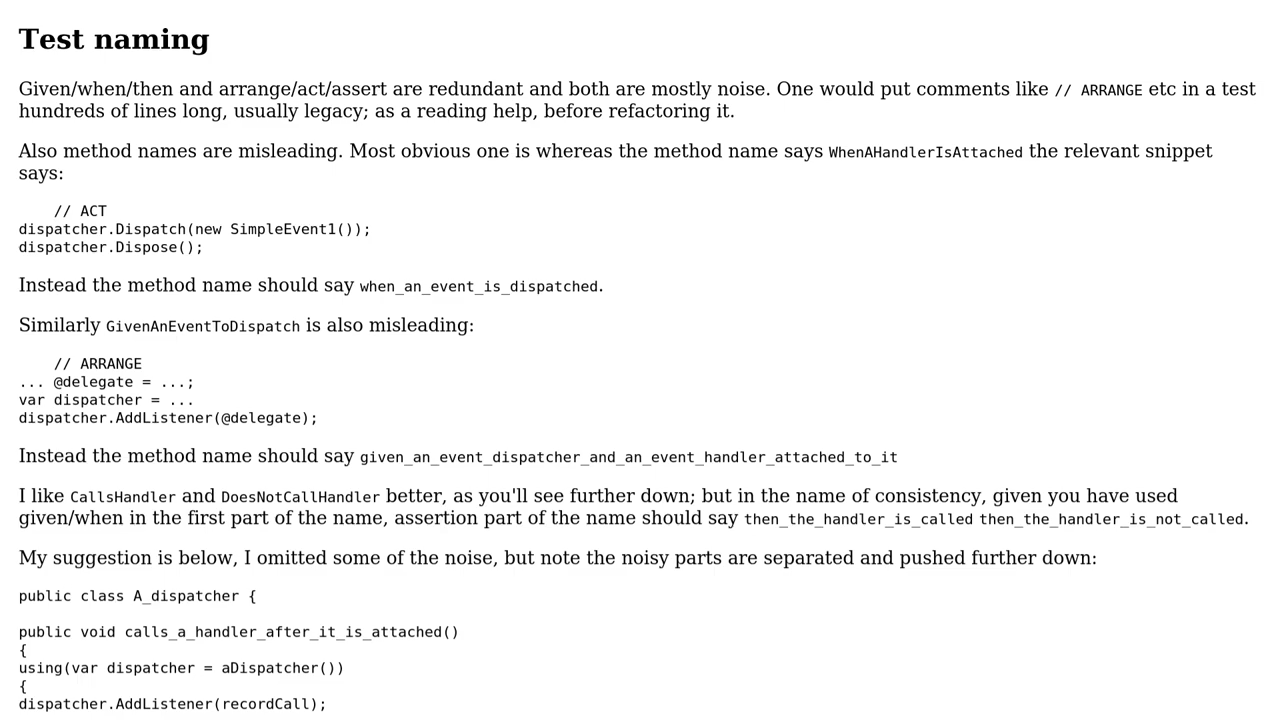 Test naming
Given/when/then and arrange/act/assert are redundant and both are mostly noise. One would put comments like // ARRANGE etc in a test
hundreds of lines long, usually legacy; as a reading help, before refactoring it.
Also method names are misleading. Most obvious one is whereas the method name says WhenAHandlerIsAttached the relevant snippet
says:
    // ACT
dispatcher.Dispatch(new SimpleEvent1());
dispatcher.Dispose();
Instead the method name should say when_an_event_is_dispatched.
Similarly GivenAnEventToDispatch is also misleading:
    // ARRANGE
... @delegate = ...;
var dispatcher = ...
dispatcher.AddListener(@delegate);
Instead the method name should say given_an_event_dispatcher_and_an_event_handler_attached_to_it
I like CallsHandler and DoesNotCallHandler better, as you'll see further down; but in the name of consistency, given you have used
given/when in the first part of the name, assertion part of the name should say then_the_handler_is_called then_the_handler_is_not_called.
My suggestion is below, I omitted some of the noise, but note the noisy parts are separated and pushed further down:
public class A_dispatcher {
public void calls_a_handler_after_it_is_attached()
{
using(var dispatcher = aDispatcher())
{
dispatcher.AddListener(recordCall);